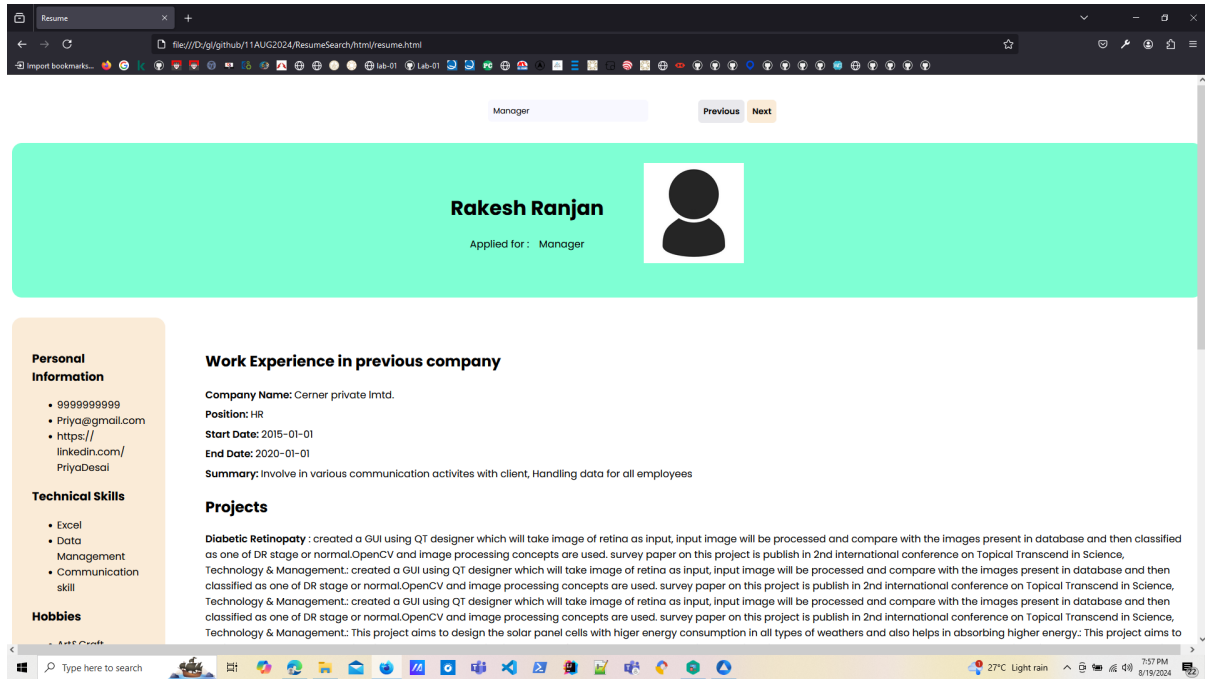 Resume
file:///D:/gl/github/11AUG2024/ResumeSearch/html/resume.html
Import bookmarks... lab-01 Lab-01
Manager Previous Next
Rakesh Ranjan
Applied for : Manager
Personal
Information
9999999999
Priya@gmail.com
https://
linkedin.com/
PriyaDesai
Technical Skills
Excel
Data
Management
Communication
skill
Hobbies
Art& Craft
Work Experience in previous company
Company Name: Cerner private lmtd.
Position: HR
Start Date: 2015-01-01
End Date: 2020-01-01
Summary: Involve in various communication activites with client, Handling data for all employees
Projects
Diabetic Retinopaty : created a GUI using QT designer which will take image of retina as input, input image will be processed and compare with the images present in database and then classified
as one of DR stage or normal.OpenCV and image processing concepts are used. survey paper on this project is publish in 2nd international conference on Topical Transcend in Science,
Technology & Management.: created a GUI using QT designer which will take image of retina as input, input image will be processed and compare with the images present in database and then
classified as one of DR stage or normal.OpenCV and image processing concepts are used. survey paper on this project is publish in 2nd international conference on Topical Transcend in Science,
Technology & Management.: created a GUI using QT designer which will take image of retina as input, input image will be processed and compare with the images present in database and then
classified as one of DR stage or normal.OpenCV and image processing concepts are used. survey paper on this project is publish in 2nd international conference on Topical Transcend in Science,
Technology & Management.: This project aims to design the solar panel cells with higer energy consumption in all types of weathers and also helps in absorbing higher energy.: This project aims to
Type here to search
27°C Light rain
7:57 PM
8/19/2024
22